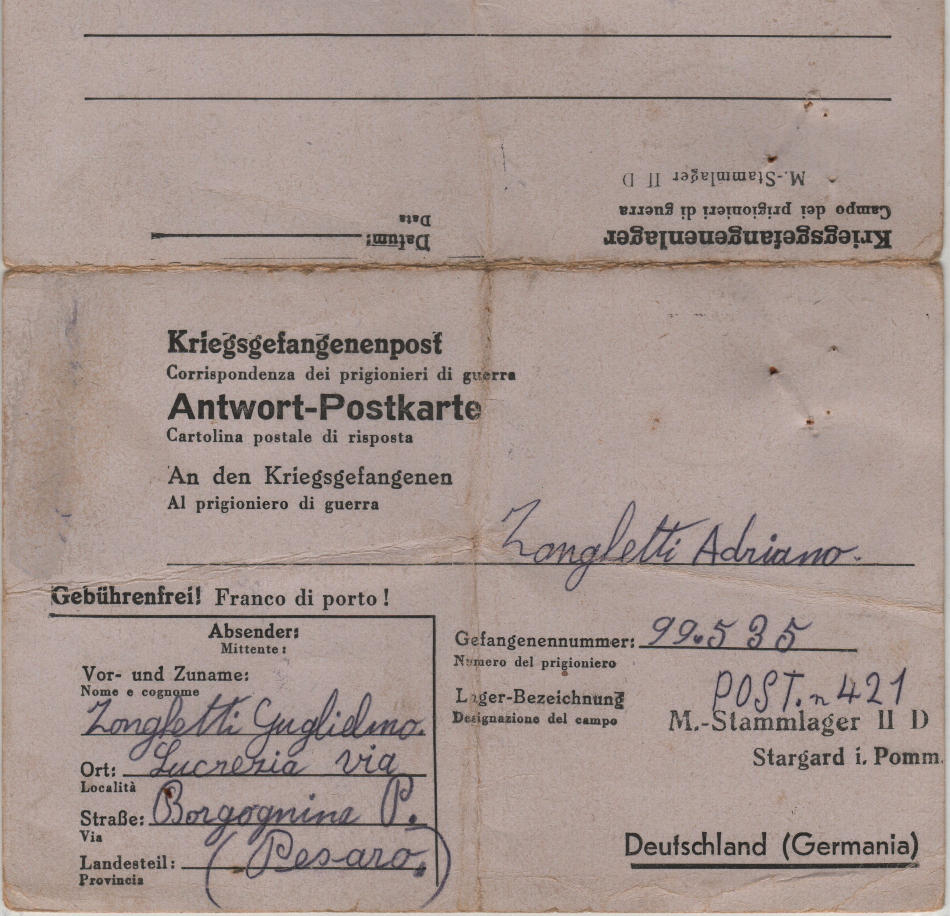 Kriegsgefangenenlager Datum:
Campo dei prigionieri di guerra Data
M.-Stammlager II D
Kriegsgefangenenpost
Corrispondenza dei prigionieri di guerra
Antwort-Postkarte
Cartolina postale di risposta
An den Kriegsgefangenen
Al prigioniero di guerra
Zongletti Adriano.
Gebührenfrei! Franco di porto!
Absender:
Mittente:
Vor- und Zuname:
Nome e cognome
Zongletti Guglielmo.
Ort: Lucrezia via
Località
Straße: Borgognina P.
Via
Landesteil: (Pesaro.)
Provincia
Gefangenennummer: 99.535
Numero del prigioniero
Lager-Bezeichnung POST. n 421
Designazione del campo
M.-Stammlager II D
Stargard i. Pomm.
Deutschland (Germania)